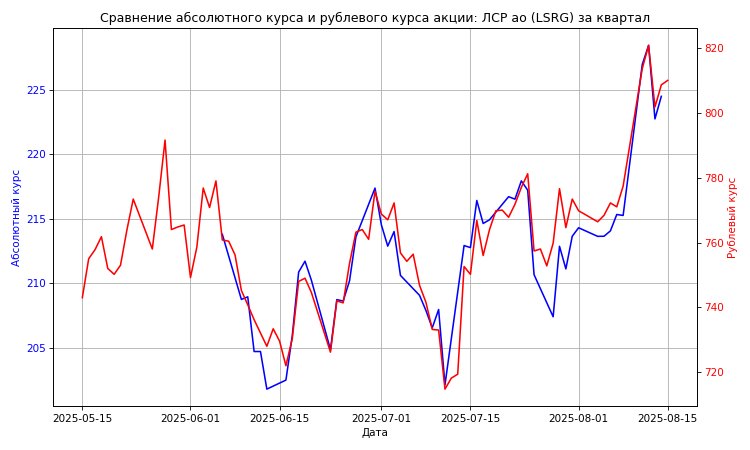 Сравнение абсолютного курса и рублевого курса акции: ЛСР ао (LSRG) за квартал
225
220
215
210
205
Абсолютный курс
820
800
780
760
740
720
Рублевый курс
2025-05-15 2025-06-01 2025-06-15 2025-07-01 2025-07-15 2025-08-01 2025-08-15
Дата